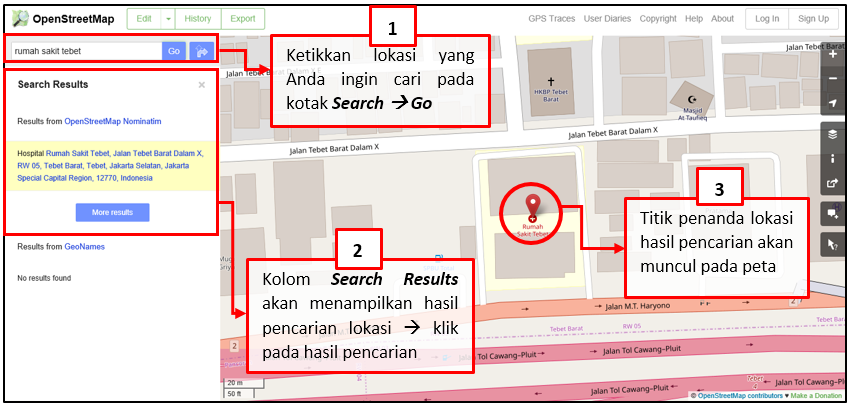 OpenStreetMap
Edit
History
Export
GPS Traces
User Diaries
Copyright
Help
About
Log In
Sign Up
rumah sakit tebet
Go
Search Results
×
Results from OpenStreetMap Nominatim
Hospital Rumah Sakit Tebet, Jalan Tebet Barat Dalam X,
RW 05, Tebet Barat, Tebet, Jakarta Selatan, Jakarta
Special Capital Region, 12770, Indonesia
More results
Results from GeoNames
No results found
1
Ketikkan lokasi yang
Anda ingin cari pada
kotak Search → Go
2
Kolom Search Results
akan menampilkan hasil
pencarian lokasi → klik
pada hasil pencarian
3
Titik penanda lokasi
hasil pencarian akan
muncul pada peta
Jalan Tebet Barat Dalam X
HKBP Tebet
Barat
Masjid
At Taufieq
Jalan Tebet Barat Dalam X
Jalan Tebet Barat Dalam X
Rumah
Sakit Tebet
P P
2
Jalan M.T. Haryono
Tebet Barat
RW 05
Tebet Barat
Jalan Tol Cawang–Pluit
Jalan Tol Cawang–Pluit
Jalan Tol Cawang–Pluit
Jalan Tol Cawang–Pluit
Tebet
20 m
50 ft
© OpenStreetMap contributors ♥ Make a Donation